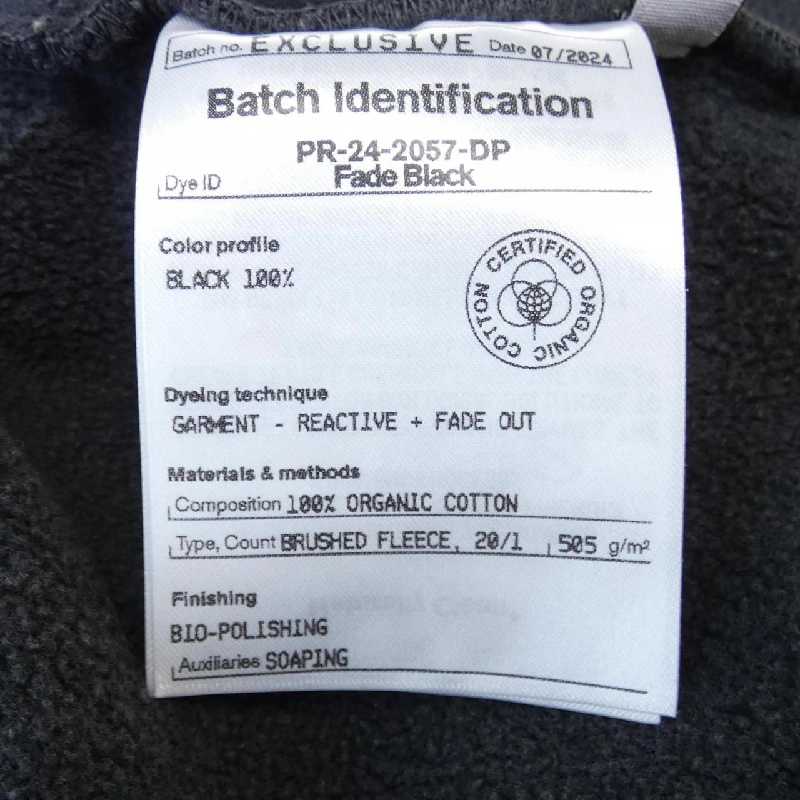 Batch no. EXCLUSIVE Date 07/2024
Batch Identification
PR-24-2057-DP
Dye ID Fade Black
Color profile
BLACK 100%
CERTIFIED ORGANIC COTTON
Dyeing technique
GARMENT - REACTIVE + FADE OUT
Materials & methods
Composition 100% ORGANIC COTTON
Type, Count BRUSHED FLEECE, 20/1 505 g/m²
Finishing
BIO-POLISHING
Auxiliaries SOAPING